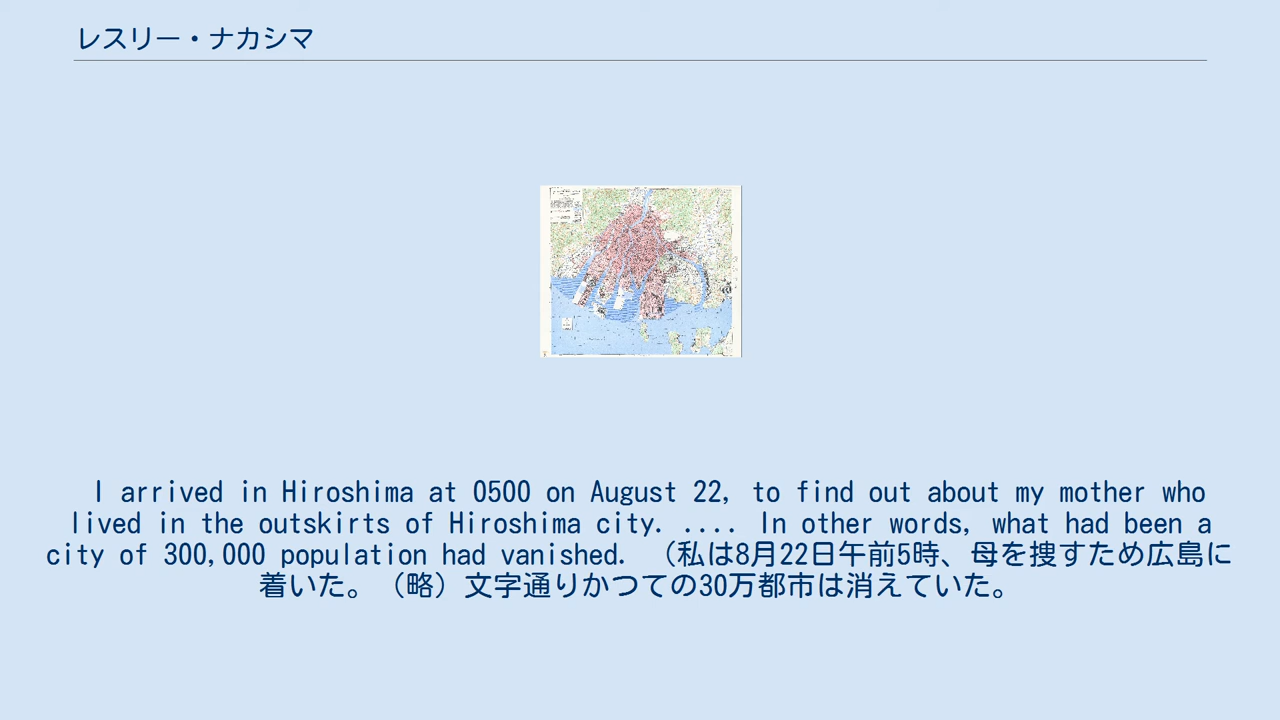 レスリー・ナカシマ
I arrived in Hiroshima at 0500 on August 22, to find out about my mother who
lived in the outskirts of Hiroshima city. .... In other words, what had been a
city of 300,000 population had vanished. （私は8月22日午前5時、母を捜すため広島に
着いた。（略）文字通りかつての30万都市は消えていた。